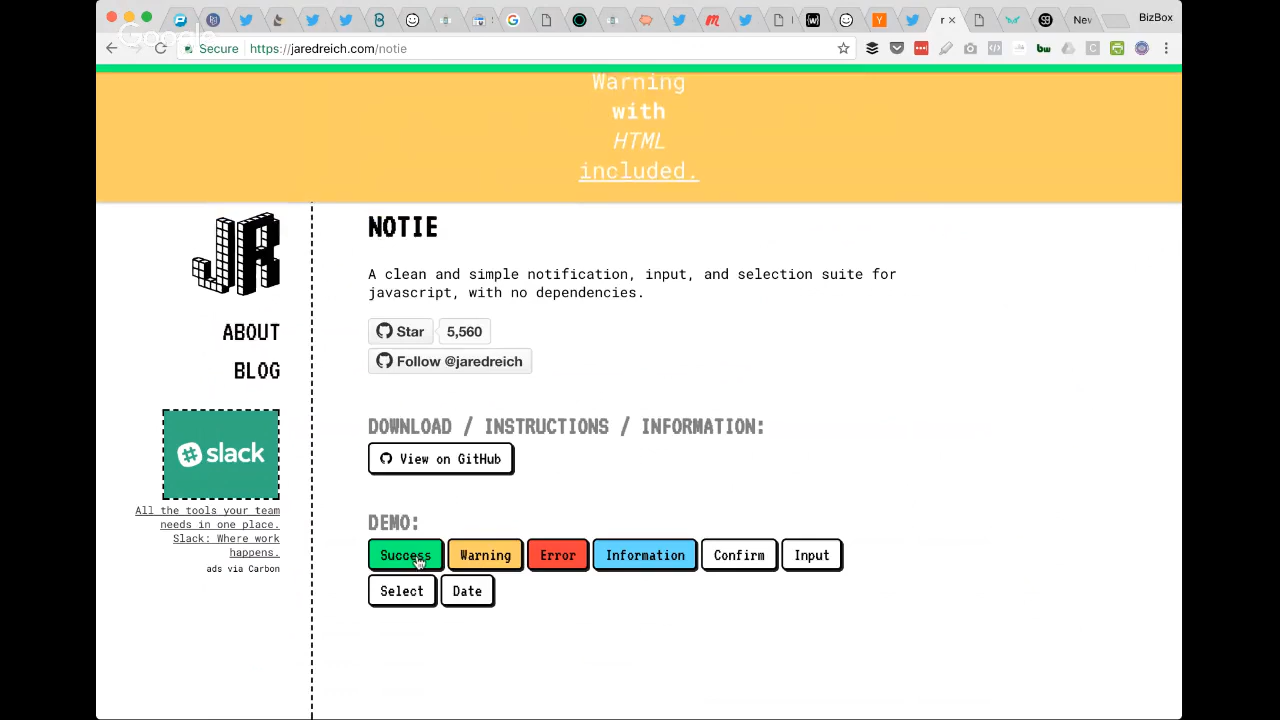 r
New
BizBox
Google
Secure
https://jaredreich.com/notie
Warning
with
HTML
included.
JR
NOTIE
A clean and simple notification, input, and selection suite for
javascript, with no dependencies.
Star 5,560
Follow @jaredreich
ABOUT
BLOG
slack
All the tools your team
needs in one place.
Slack: Where work
happens.
ads via Carbon
DOWNLOAD / INSTRUCTIONS / INFORMATION:
View on GitHub
DEMO:
Success Warning Error Information Confirm Input
Select Date